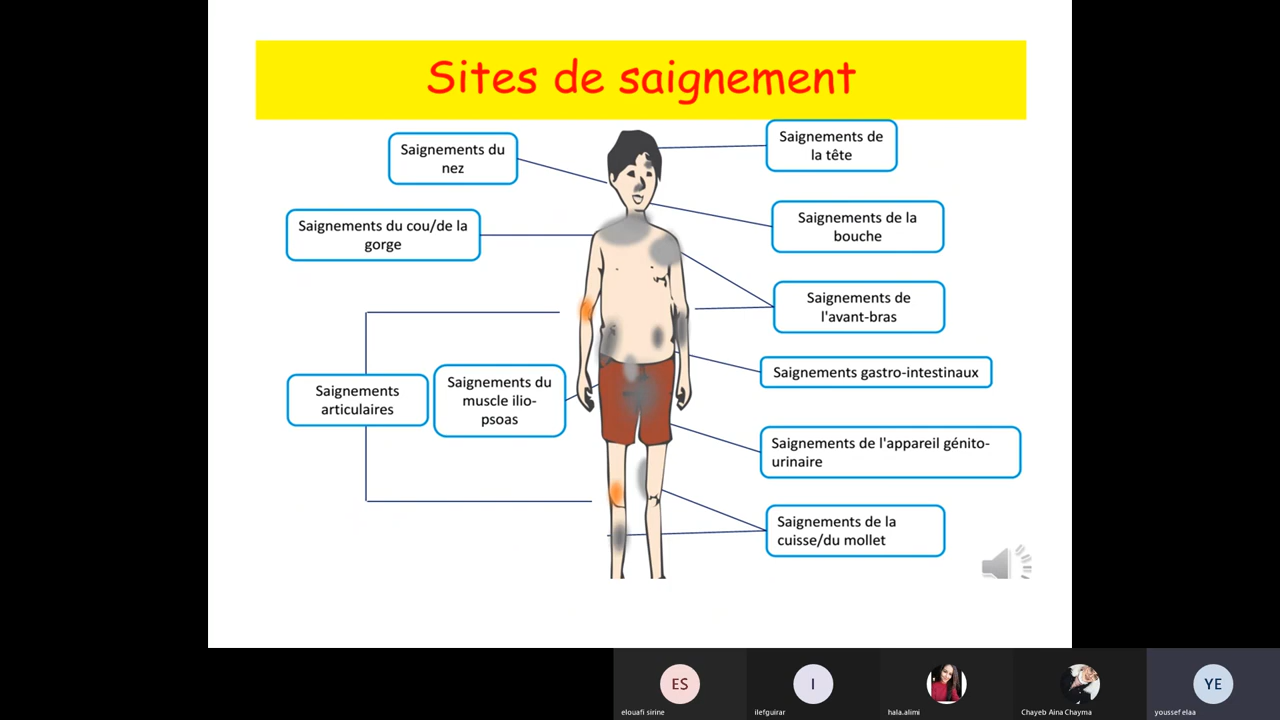 Sites de saignement
Saignements du
nez
Saignements de
la tête
Saignements du cou/de la
gorge
Saignements de la
bouche
Saignements de
l'avant-bras
Saignements
articulaires
Saignements du
muscle ilio-
psoas
Saignements gastro-intestinaux
Saignements de l'appareil génito-
urinaire
Saignements de la
cuisse/du mollet
ES
I
YE
elouafi sirine
ilefguirar
hala.alimi
Chayeb Aina Chayma
youssef elaa